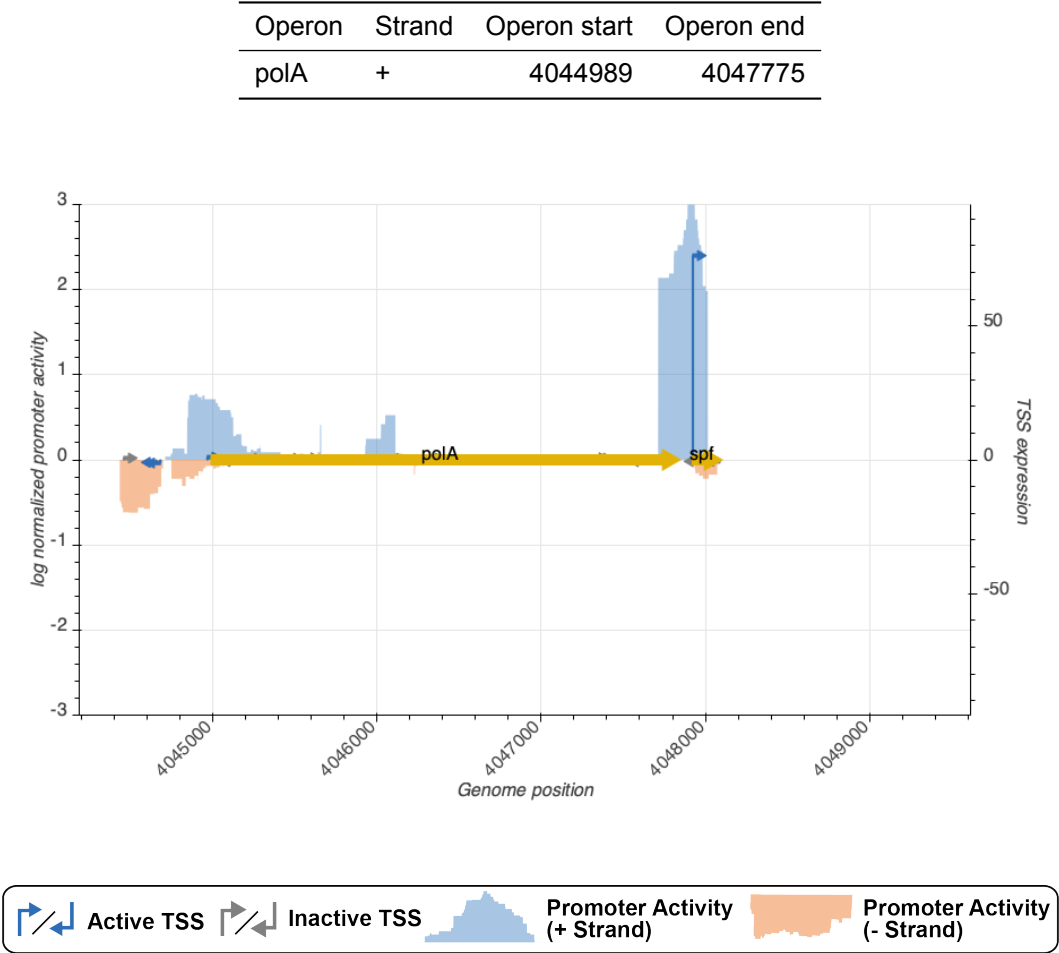 Operon Strand Operon start Operon end
polA + 4044989 4047775
3
2
1
0
-1
-2
-3
log normalized promoter activity
50
0
-50
TSS expression
polA
spf
4045000
4046000
4047000
4048000
4049000
Genome position
Active TSS
Inactive TSS
Promoter Activity
(+ Strand)
Promoter Activity
(- Strand)